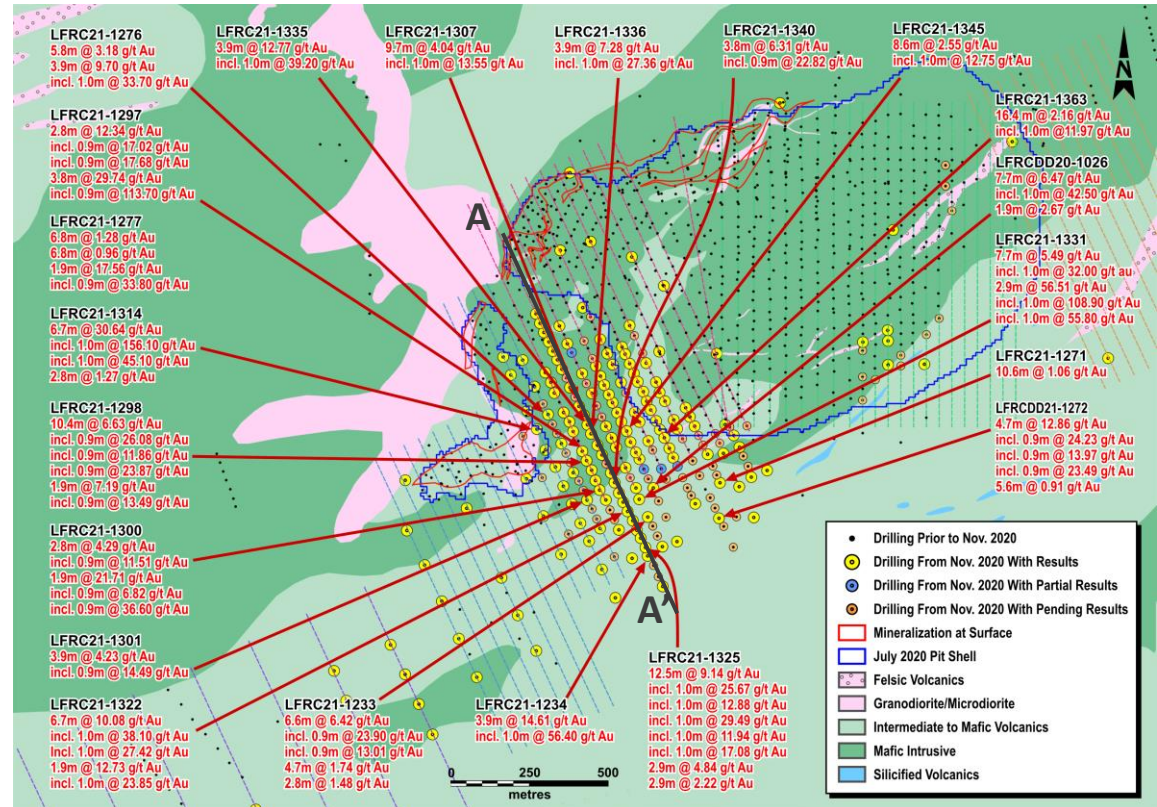 LFRC21-1276
5.8m @ 3.18 g/t Au
3.9m @ 9.70 g/t Au
incl. 1.0m @ 33.70 g/t Au
LFRC21-1335
3.9m @ 12.77 g/t Au
incl. 1.0m @ 39.20 g/t Au
LFRC21-1307
9.7m @ 4.04 g/t Au
incl. 1.0m @ 13.55 g/t Au
LFRC21-1336
3.9m @ 7.28 g/t Au
incl. 1.0m @ 27.36 g/t Au
LFRC21-1340
3.8m @ 6.31 g/t Au
incl. 0.9m @ 22.82 g/t Au
LFRC21-1345
8.6m @ 2.55 g/t Au
incl. 1.0m @ 12.75 g/t Au
N
LFRC21-1297
2.8m @ 12.34 g/t Au
incl. 0.9m @ 17.02 g/t Au
incl. 0.9m @ 17.68 g/t Au
3.8m @ 29.74 g/t Au
incl. 0.9m @ 113.70 g/t Au
LFRC21-1277
6.8m @ 1.28 g/t Au
6.8m @ 0.96 g/t Au
1.9m @ 17.56 g/t Au
incl. 0.9m @ 33.80 g/t Au
LFRC21-1314
6.7m @ 30.64 g/t Au
incl. 1.0m @ 156.10 g/t Au
incl. 1.0m @ 45.10 g/t Au
2.8m @ 1.27 g/t Au
LFRC21-1298
10.4m @ 6.63 g/t Au
incl. 0.9m @ 26.08 g/t Au
incl. 0.9m @ 11.86 g/t Au
incl. 0.9m @ 23.87 g/t Au
1.9m @ 7.19 g/t Au
incl. 0.9m @ 13.49 g/t Au
LFRC21-1300
2.8m @ 4.29 g/t Au
incl. 0.9m @ 11.51 g/t Au
1.9m @ 21.71 g/t Au
incl. 0.9m @ 6.82 g/t Au
incl. 0.9m @ 36.60 g/t Au
LFRC21-1301
3.9m @ 4.23 g/t Au
incl. 0.9m @ 14.49 g/t Au
LFRC21-1322
6.7m @ 10.08 g/t Au
incl. 1.0m @ 38.10 g/t Au
Incl. 1.0m @ 27.42 g/t Au
1.9m @ 12.73 g/t Au
incl. 1.0m @ 23.85 g/t Au
A
A'
LFRC21-1233
6.6m @ 6.42 g/t Au
incl. 0.9m @ 23.90 g/t Au
incl. 0.9m @ 13.01 g/t Au
4.7m @ 1.74 g/t Au
2.8m @ 1.48 g/t Au
LFRC21-1234
3.9m @ 14.61 g/t Au
incl. 1.0m @ 56.40 g/t Au
0 250 500
metres
LFRC21-1325
12.5m @ 9.14 g/t Au
incl. 1.0m @ 25.67 g/t Au
incl. 1.0m @ 12.88 g/t Au
incl. 1.0m @ 29.49 g/t Au
incl. 1.0m @ 11.94 g/t Au
incl. 1.0m @ 17.08 g/t Au
2.9m @ 4.84 g/t Au
2.9m @ 2.22 g/t Au
LFRC21-1363
16.4 m @ 2.16 g/t Au
incl. 1.0m @11.97 g/t Au
LFRCDD20-1026
7.7m @ 6.47 g/t Au
incl. 1.0m @ 42.50 g/t Au
1.9m @ 2.67 g/t Au
LFRC21-1331
7.7m @ 5.49 g/t Au
incl. 1.0m @ 32.00 g/t au
2.9m @ 56.51 g/t Au
incl. 1.0m @ 108.90 g/t Au
incl. 1.0m @ 55.80 g/t Au
LFRC21-1271
10.6m @ 1.06 g/t Au
LFRCDD21-1272
4.7m @ 12.86 g/t Au
incl. 0.9m @ 24.23 g/t Au
incl. 0.9m @ 13.97 g/t Au
incl. 0.9m @ 23.49 g/t Au
5.6m @ 0.91 g/t Au
Drilling Prior to Nov. 2020
Drilling From Nov. 2020 With Results
Drilling From Nov. 2020 With Partial Results
Drilling From Nov. 2020 With Pending Results
Mineralization at Surface
July 2020 Pit Shell
Felsic Volcanics
Granodiorite/Microdiorite
Intermediate to Mafic Volcanics
Mafic Intrusive
Silicified Volcanics